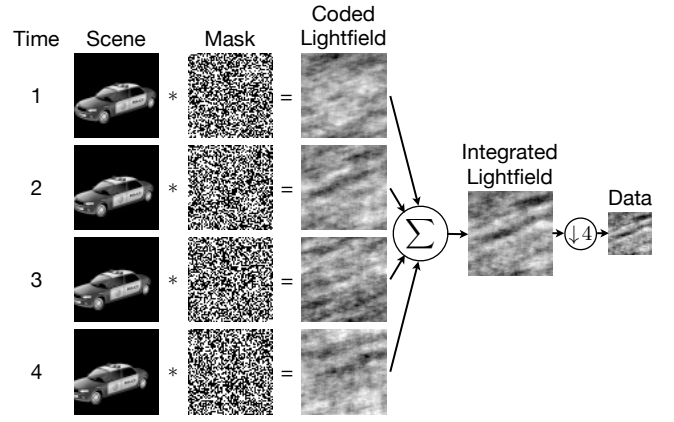 Time
Scene
Mask
Coded
Lightfield
1
*
=
2
*
=
3
*
=
4
*
=
∑
Integrated
Lightfield
↓4
Data